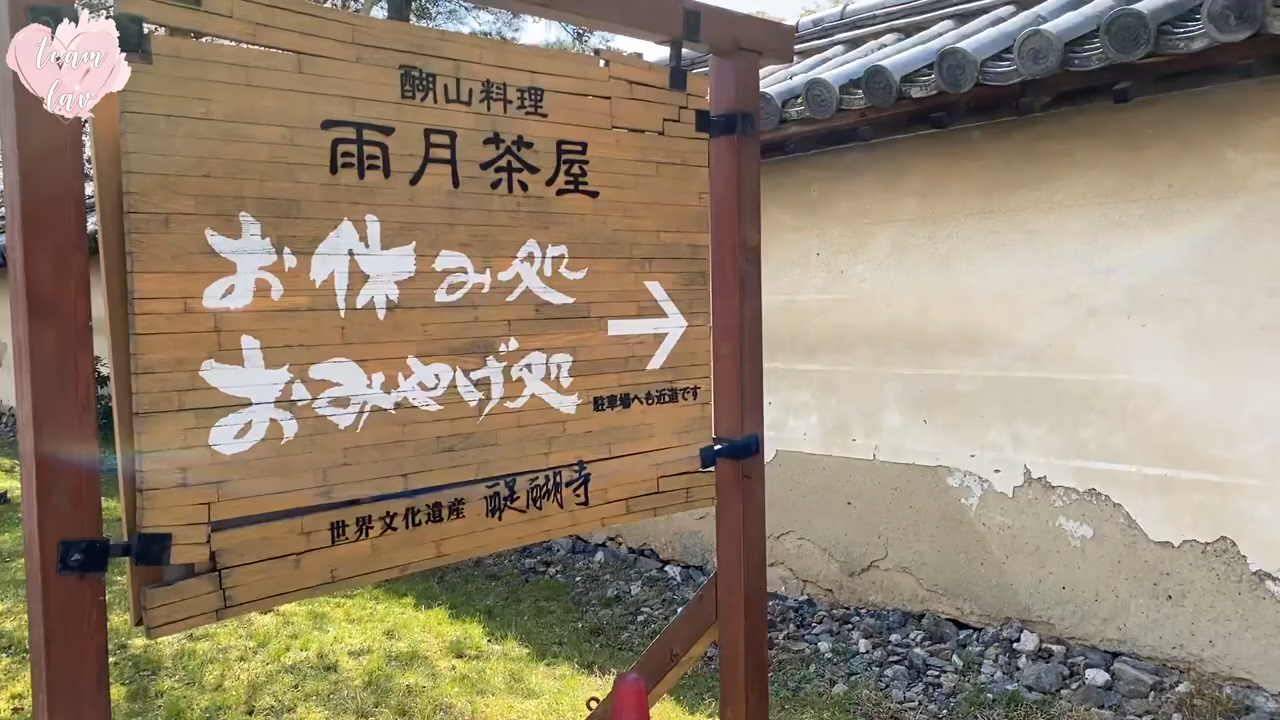 team
lav
醐山料理
雨月茶屋
お休み処
おみやげ処
→
駐車場へも近道です
世界文化遺産 醍醐寺